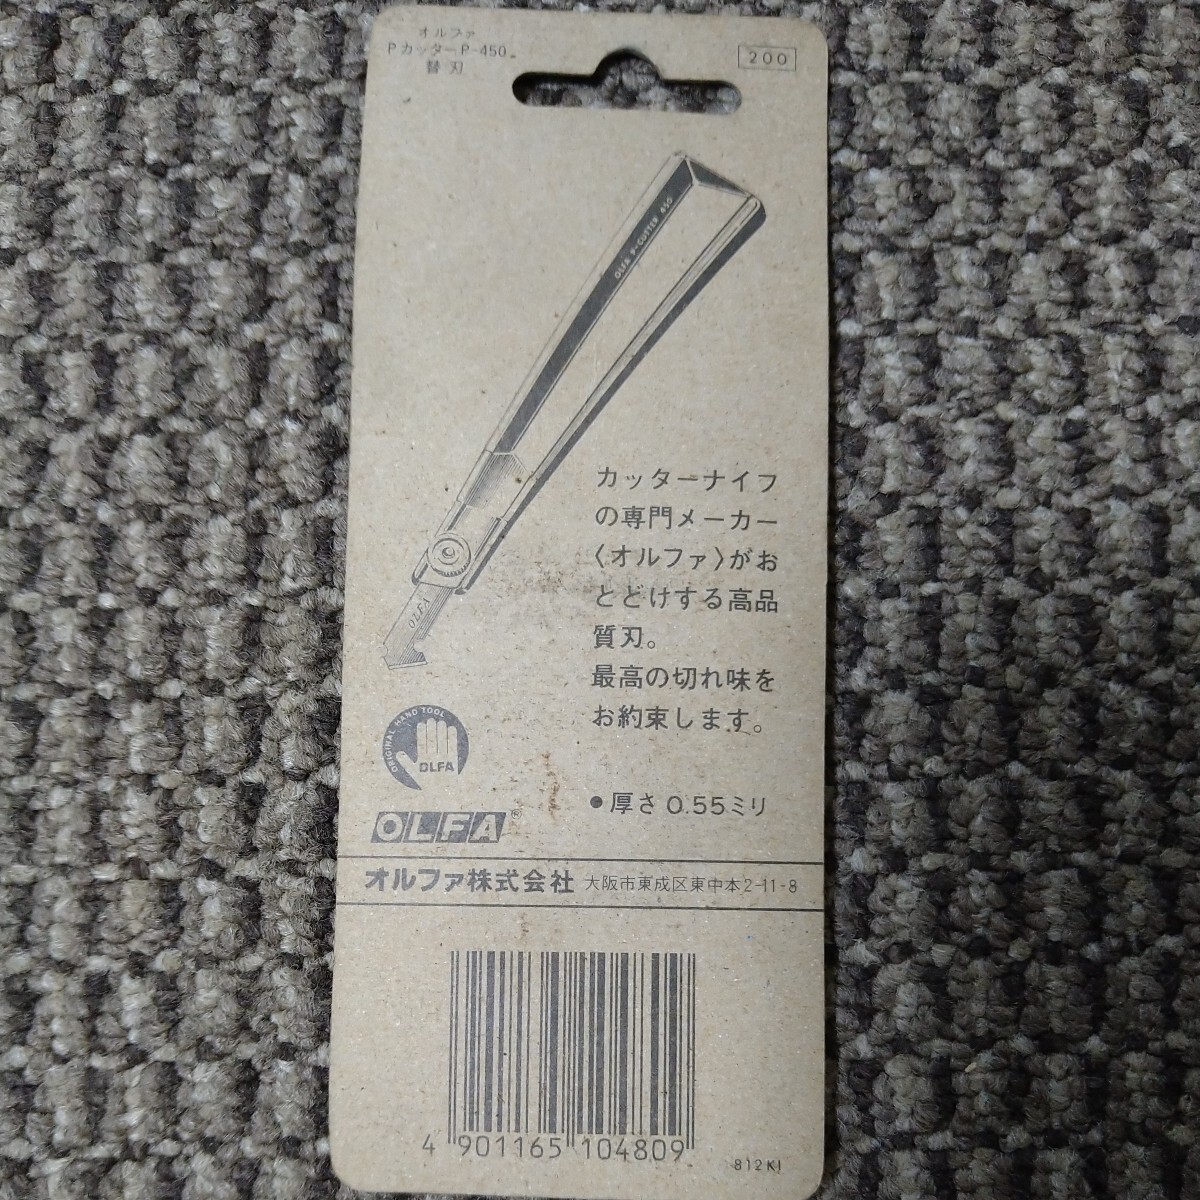 オルファ
PカッターP-450
替刃
200
OLFA P-CUTTER 450
カッターナイフ
の専門メーカー
〈オルファ〉がお
とどけする高品
質刃。
最高の切れ味を
お約束します。
OLFA
ORIGINAL HAND TOOL
OLFA
●厚さ 0.55ミリ
OLFA®
オルファ株式会社 大阪市東成区東中本2-11-8
4 901165 104809
812KI